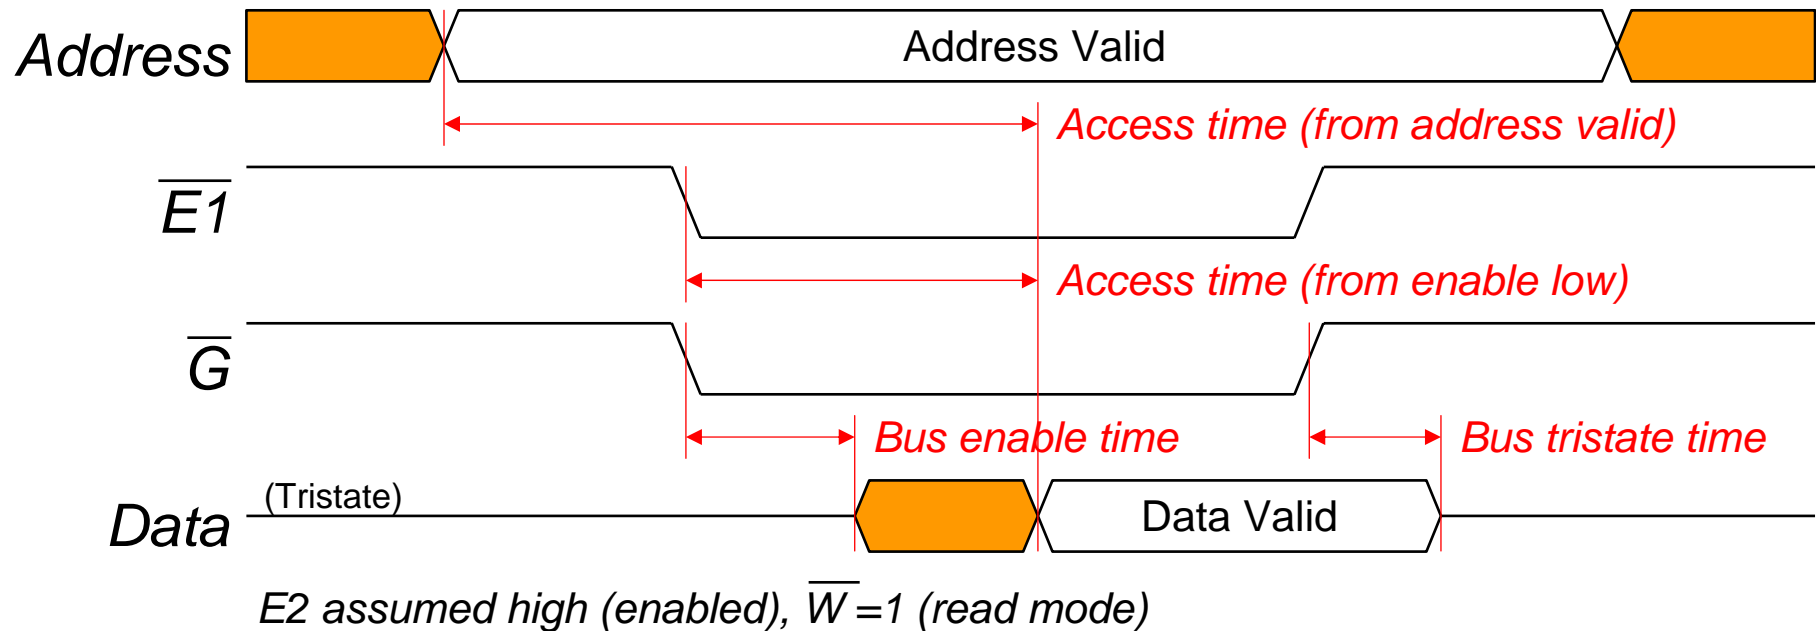 Address
Address Valid
Access time (from address valid)
E1
Access time (from enable low)
G
Bus enable time
Bus tristate time
Data
(Tristate)
Data Valid
E2 assumed high (enabled), W̅=1 (read mode)